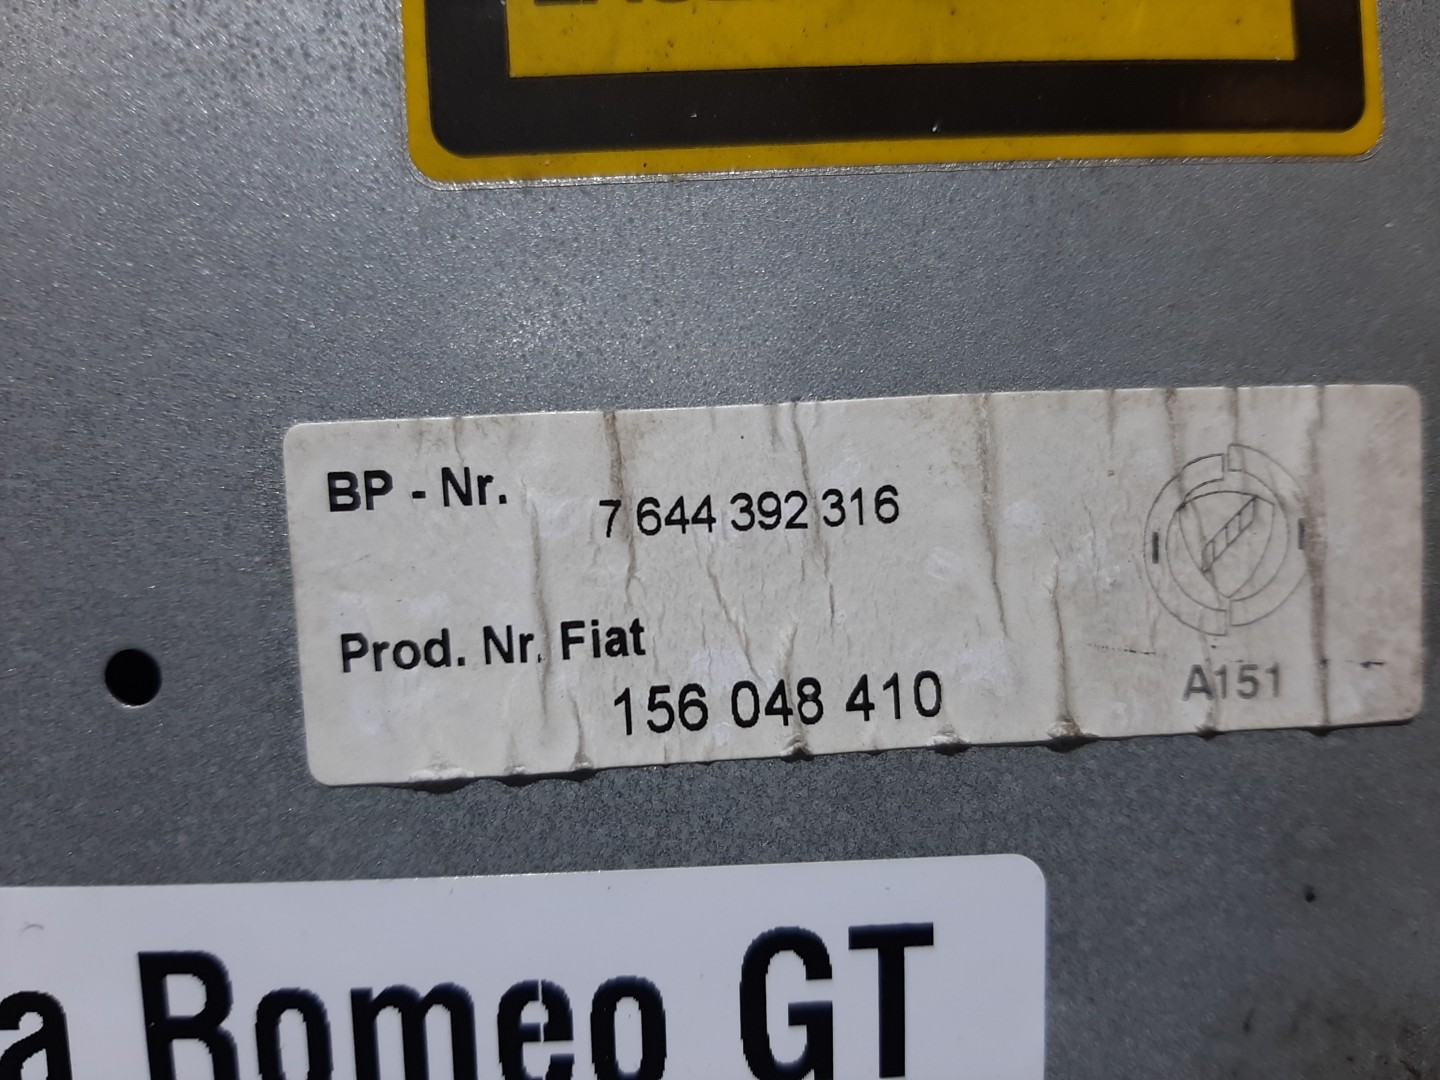 BP - Nr.
7 644 392 316
Prod. Nr. Fiat
156 048 410
A151
a Romeo GT